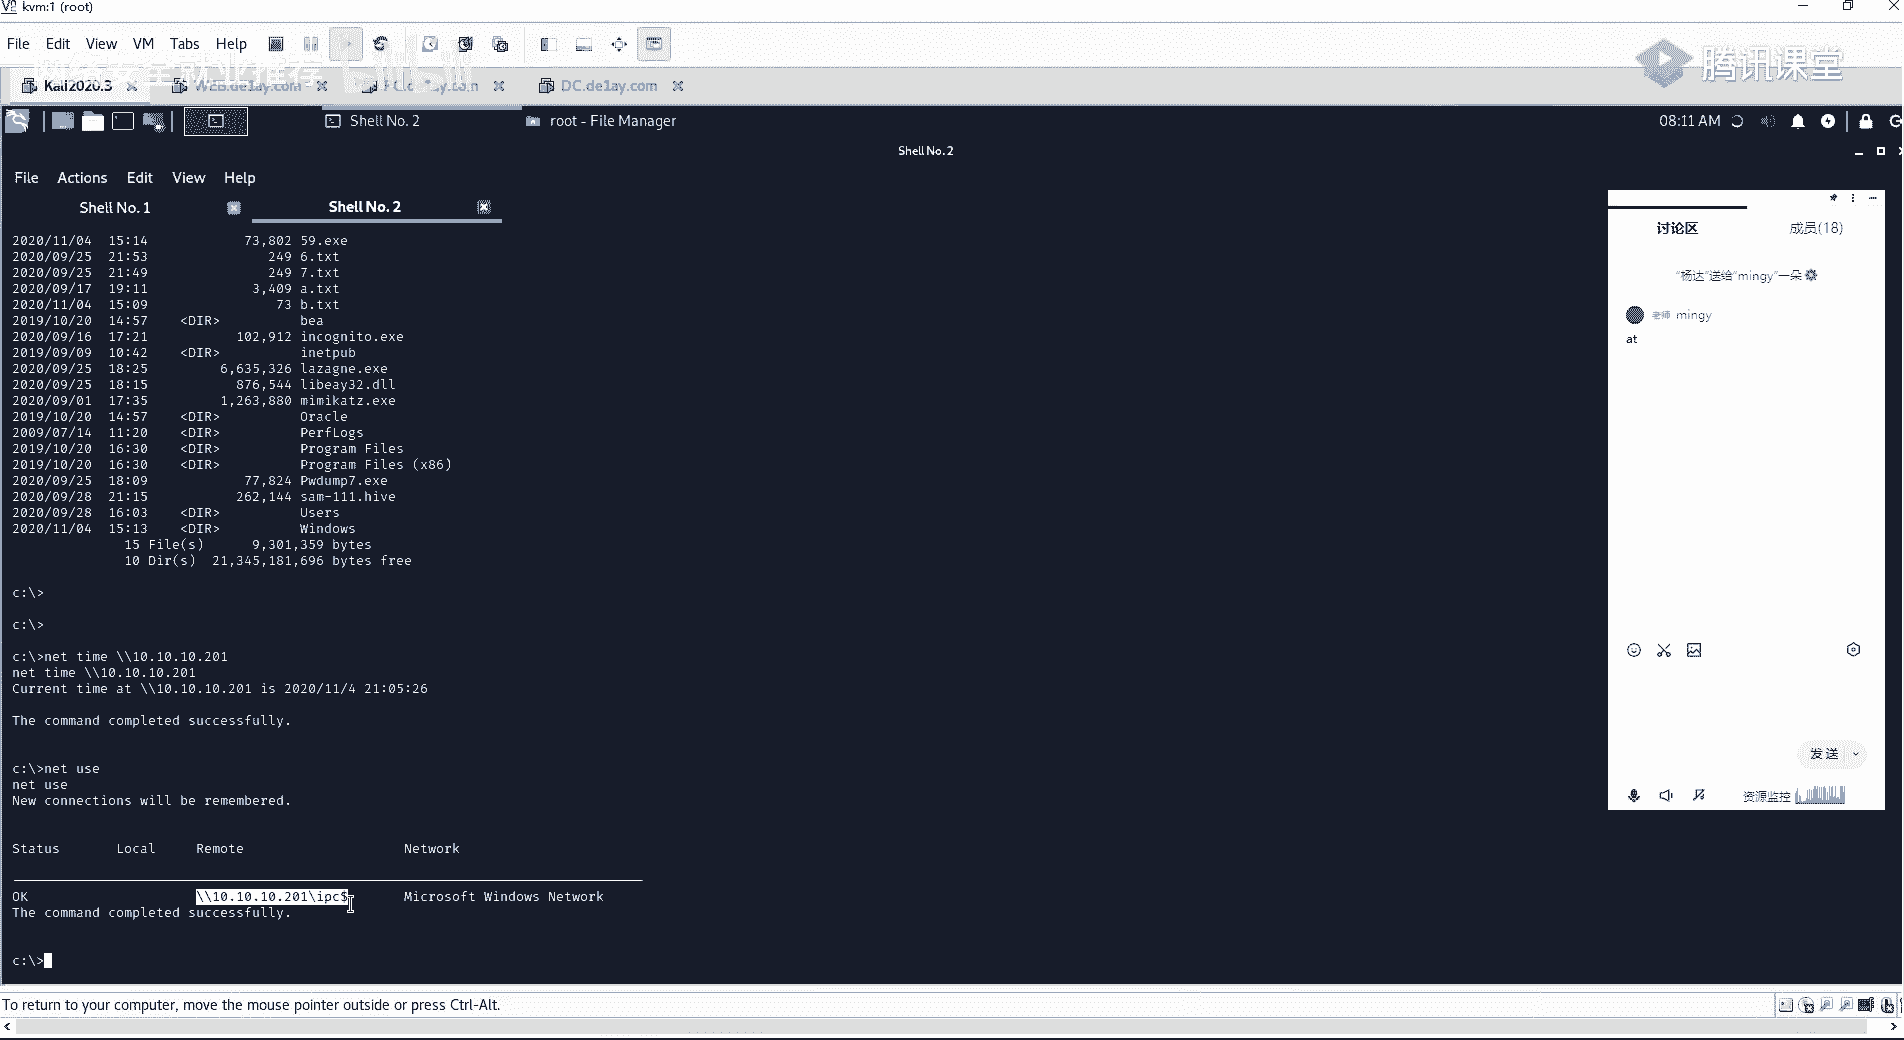 kvm:1 (root)
File Edit View VM Tabs Help
腾讯课堂
Kali2020.3
WEB.de1ay.com
DC.de1ay.com
Shell No. 2
root - File Manager
08:11 AM
Shell No. 2
File Actions Edit View Help
Shell No. 1
Shell No. 2
2020/11/04 15:14 73,802 59.exe
2020/09/25 21:53 249 6.txt
2020/09/25 21:49 249 7.txt
2020/09/17 19:11 3,409 a.txt
2020/11/04 15:09 73 b.txt
2019/10/20 14:57 <DIR> bea
2020/09/16 17:21 102,912 incognito.exe
2019/09/09 10:42 <DIR> inetpub
2020/09/25 18:25 6,635,326 lazagne.exe
2020/09/25 18:15 876,544 libeay32.dll
2020/09/01 17:35 1,263,880 mimikatz.exe
2019/10/20 14:57 <DIR> Oracle
2009/07/14 11:20 <DIR> PerfLogs
2019/10/20 16:30 <DIR> Program Files
2019/10/20 16:30 <DIR> Program Files (x86)
2020/09/25 18:09 77,824 Pwdump7.exe
2020/09/28 21:15 262,144 sam-111.hive
2020/09/28 16:03 <DIR> Users
2020/11/04 15:13 <DIR> Windows
15 File(s) 9,301,359 bytes
10 Dir(s) 21,345,181,696 bytes free
c:\>
c:\>
c:\>net time \\10.10.10.201
net time \\10.10.10.201
Current time at \\10.10.10.201 is 2020/11/4 21:05:26
The command completed successfully.
c:\>net use
net use
New connections will be remembered.
Status Local Remote Network
OK \\10.10.10.201\ipc$ Microsoft Windows Network
The command completed successfully.
c:\>
讨论区
成员(18)
“杨达”送给“mingy”一朵
老师 mingy
at
发送
资源监控
To return to your computer, move the mouse pointer outside or press Ctrl-Alt.